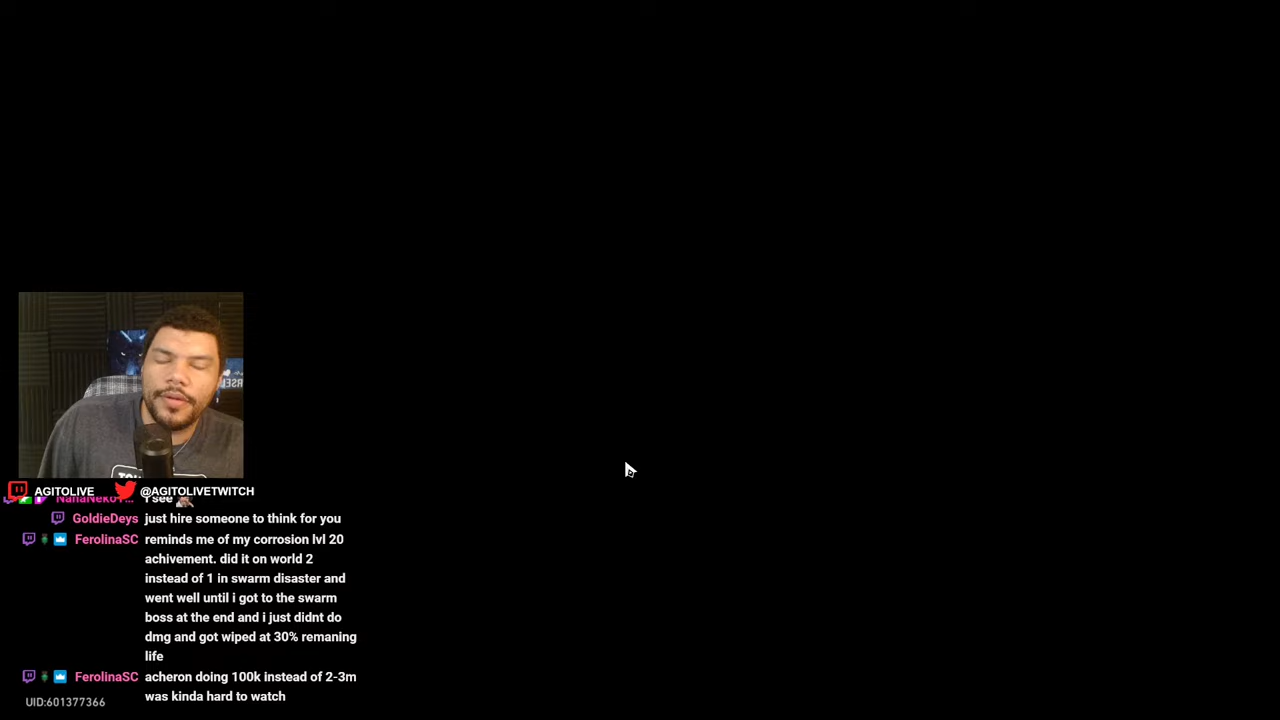 AGITOLIVE @AGITOLIVETWITCH
I see
GoldieDeys just hire someone to think for you
FerolinaSC reminds me of my corrosion lvl 20
achivement. did it on world 2
instead of 1 in swarm disaster and
went well until i got to the swarm
boss at the end and i just didnt do
dmg and got wiped at 30% remaning
life
FerolinaSC acheron doing 100k instead of 2-3m
was kinda hard to watch
UID:601377366